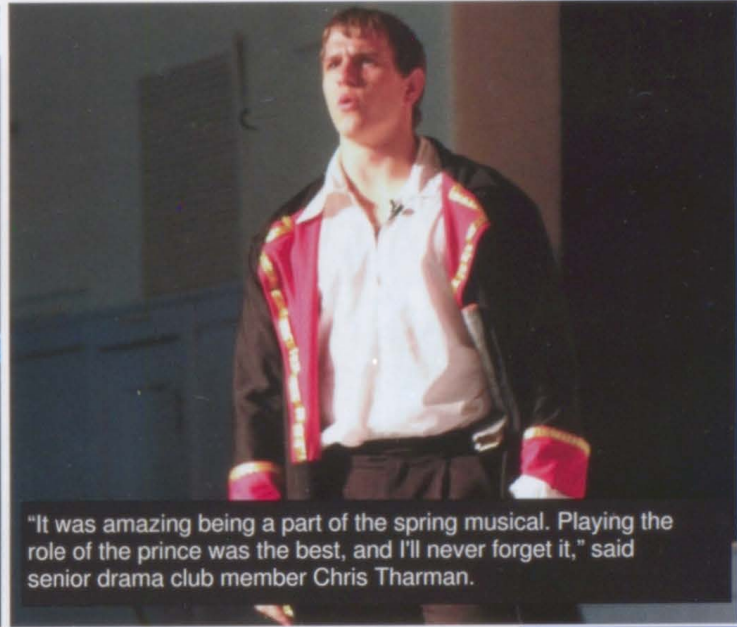 “It was amazing being a part of the spring musical. Playing the
role of the prince was the best, and I'll never forget it,” said
senior drama club member Chris Tharman.